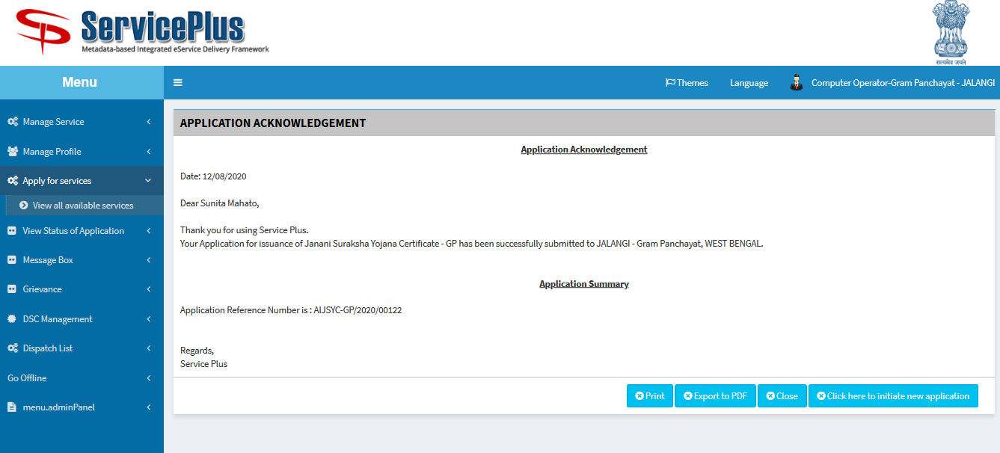 ServicePlus
Metadata-based Integrated eService Delivery Framework
सत्यमेव जयते
Menu
Themes
Language
Computer Operator-Gram Panchayat - JALANGI
Manage Service
Manage Profile
Apply for services
View all available services
View Status of Application
Message Box
Grievance
DSC Management
Dispatch List
Go Offline
menu.adminPanel
APPLICATION ACKNOWLEDGEMENT
Application Acknowledgement
Date: 12/08/2020
Dear Sunita Mahato,
Thank you for using Service Plus.
Your Application for issuance of Janani Suraksha Yojana Certificate - GP has been successfully submitted to JALANGI - Gram Panchayat, WEST BENGAL.
Application Summary
Application Reference Number is : AIJSYC-GP/2020/00122
Regards,
Service Plus
Print
Export to PDF
Close
Click here to initiate new application